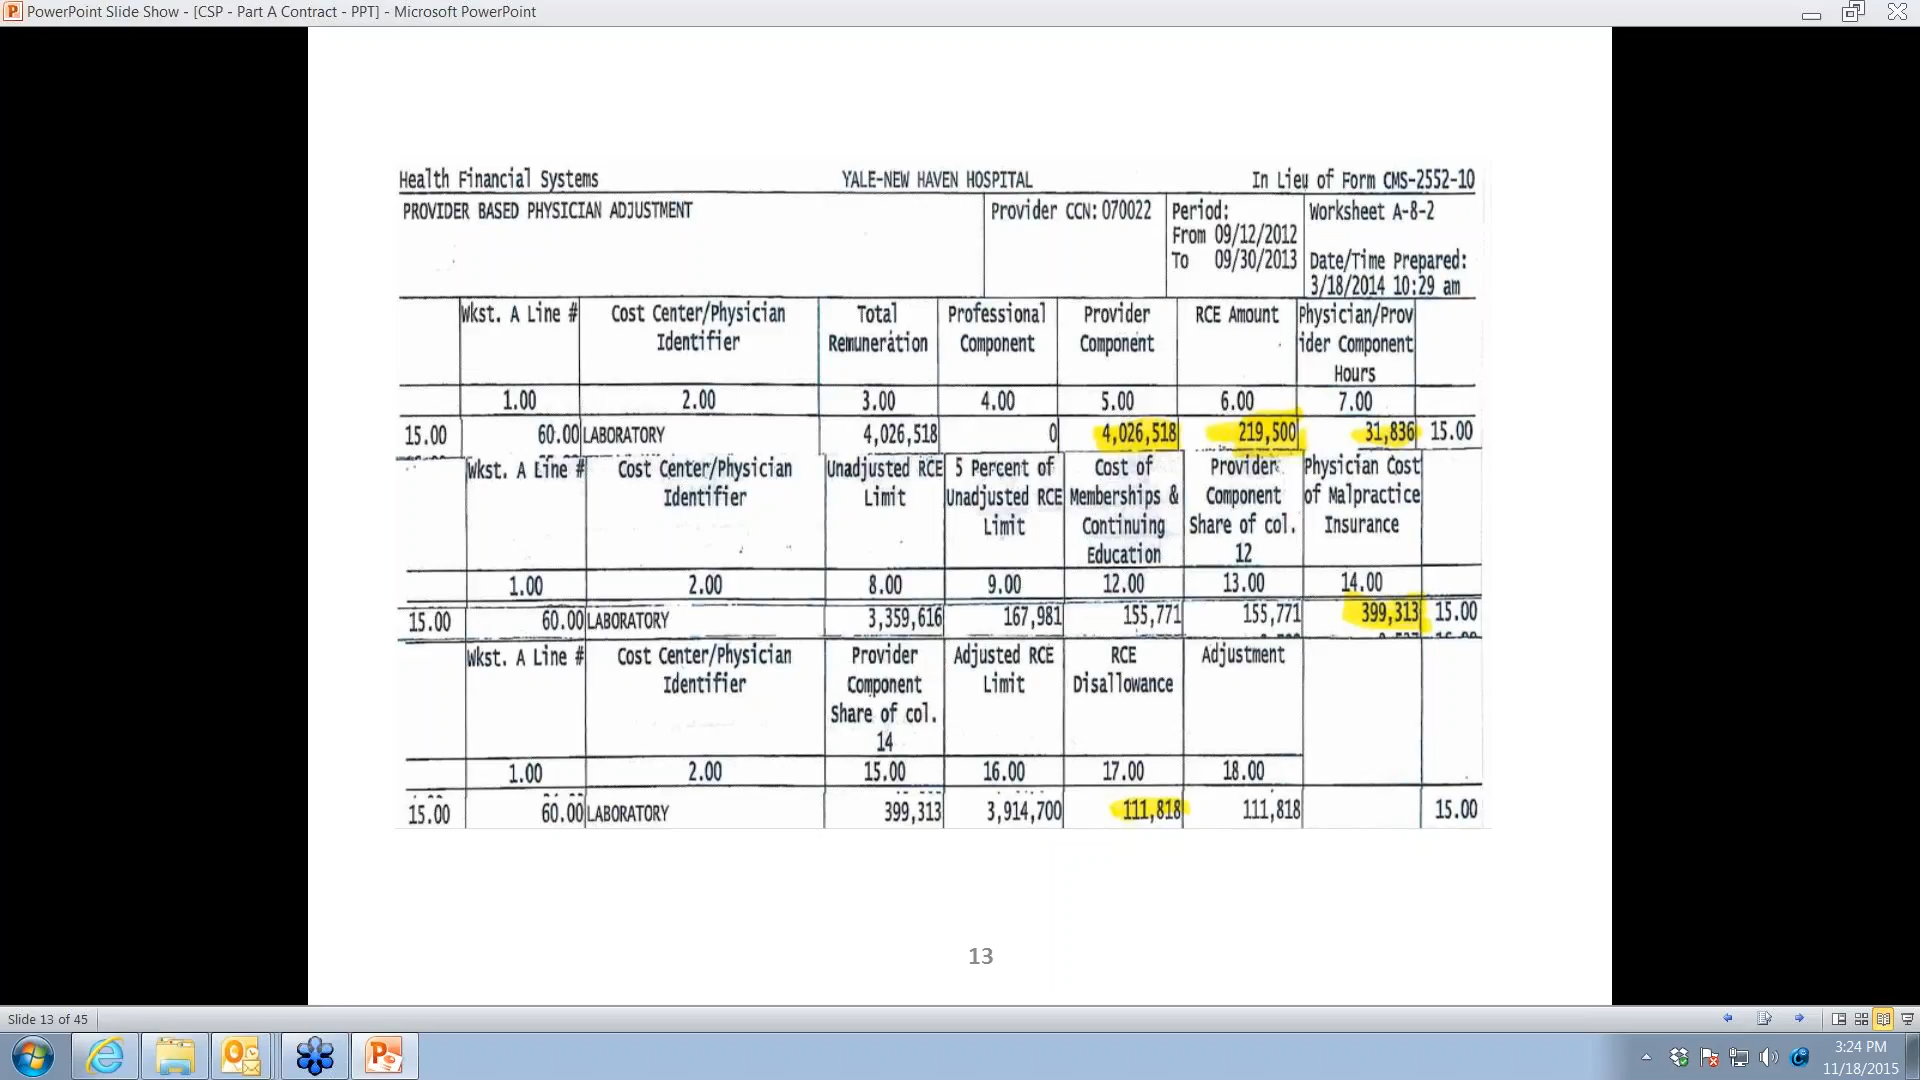 PowerPoint Slide Show - [CSP - Part A Contract - PPT] - Microsoft PowerPoint
Health Financial Systems YALE-NEW HAVEN HOSPITAL In Lieu of Form CMS-2552-10
PROVIDER BASED PHYSICIAN ADJUSTMENT Provider CCN: 070022 Period: Worksheet A-8-2
From 09/12/2012
To 09/30/2013 Date/Time Prepared:
3/18/2014 10:29 am
Wkst. A Line # Cost Center/Physician Total Professional Provider RCE Amount Physician/Prov
Identifier Remuneration Component Component ider Component
Hours
1.00 2.00 3.00 4.00 5.00 6.00 7.00
15.00 60.00 LABORATORY 4,026,518 0 4,026,518 219,500 31,836 15.00
Wkst. A Line # Cost Center/Physician Unadjusted RCE 5 Percent of Cost of Provider Physician Cost
Identifier Limit Unadjusted RCE Memberships & Component of Malpractice
Limit Continuing Share of col. Insurance
Education 12
1.00 2.00 8.00 9.00 12.00 13.00 14.00
15.00 60.00 LABORATORY 3,359,616 167,981 155,771 155,771 399,313 15.00
Wkst. A Line # Cost Center/Physician Provider Adjusted RCE RCE Adjustment
Identifier Component Limit Disallowance
Share of col.
14
1.00 2.00 15.00 16.00 17.00 18.00
15.00 60.00 LABORATORY 399,313 3,914,700 111,818 111,818 15.00
13
Slide 13 of 45
3:24 PM
11/18/2015